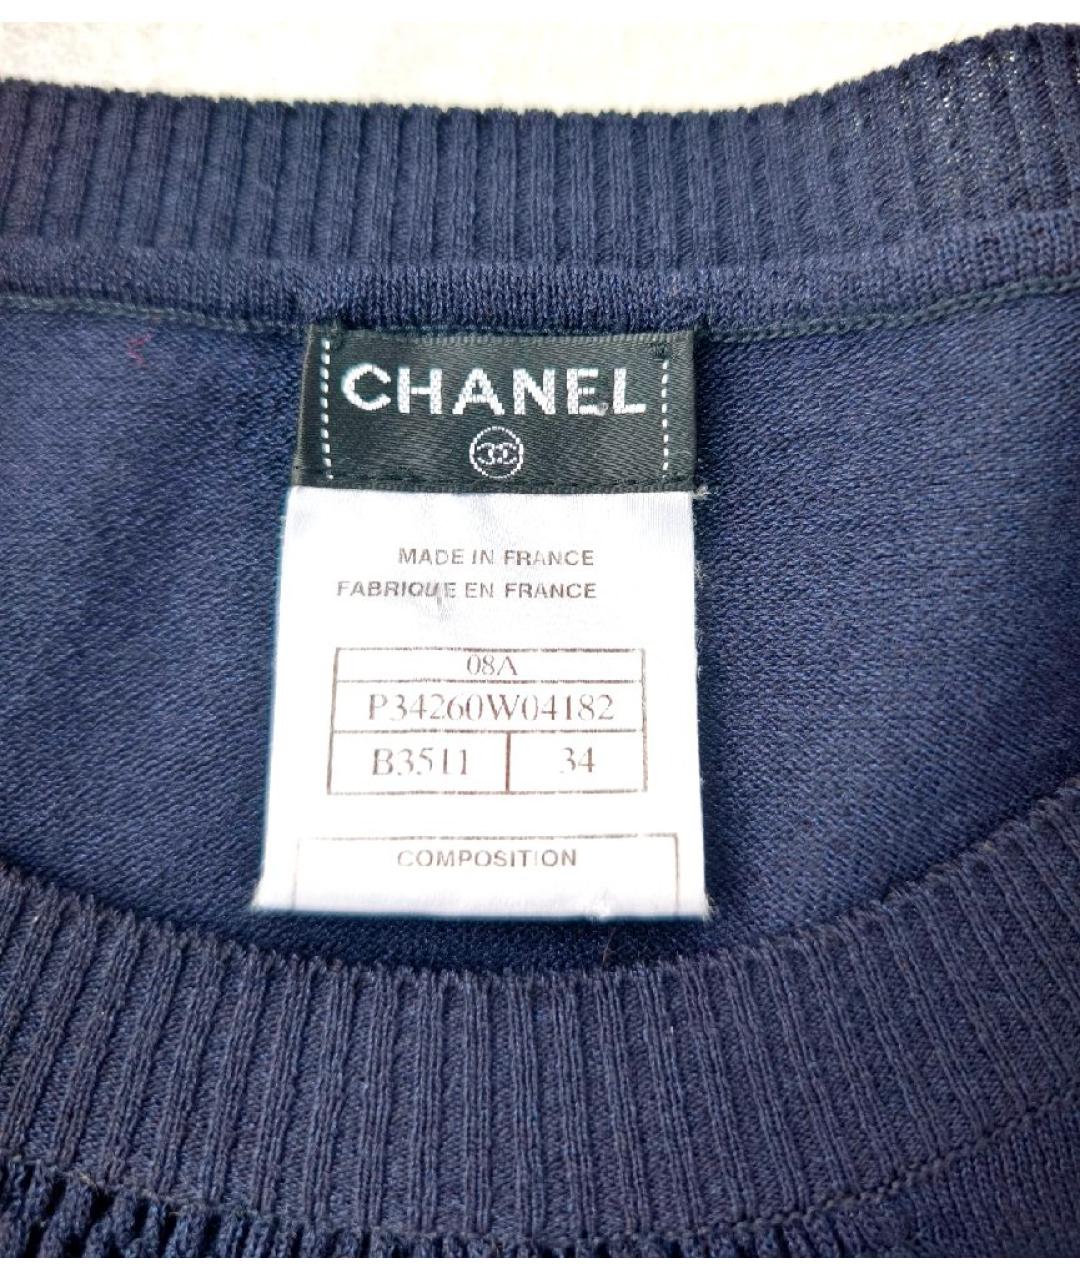 CHANEL
MADE IN FRANCE
FABRIQUE EN FRANCE
08A
P34260W04182
B3511 34
COMPOSITION